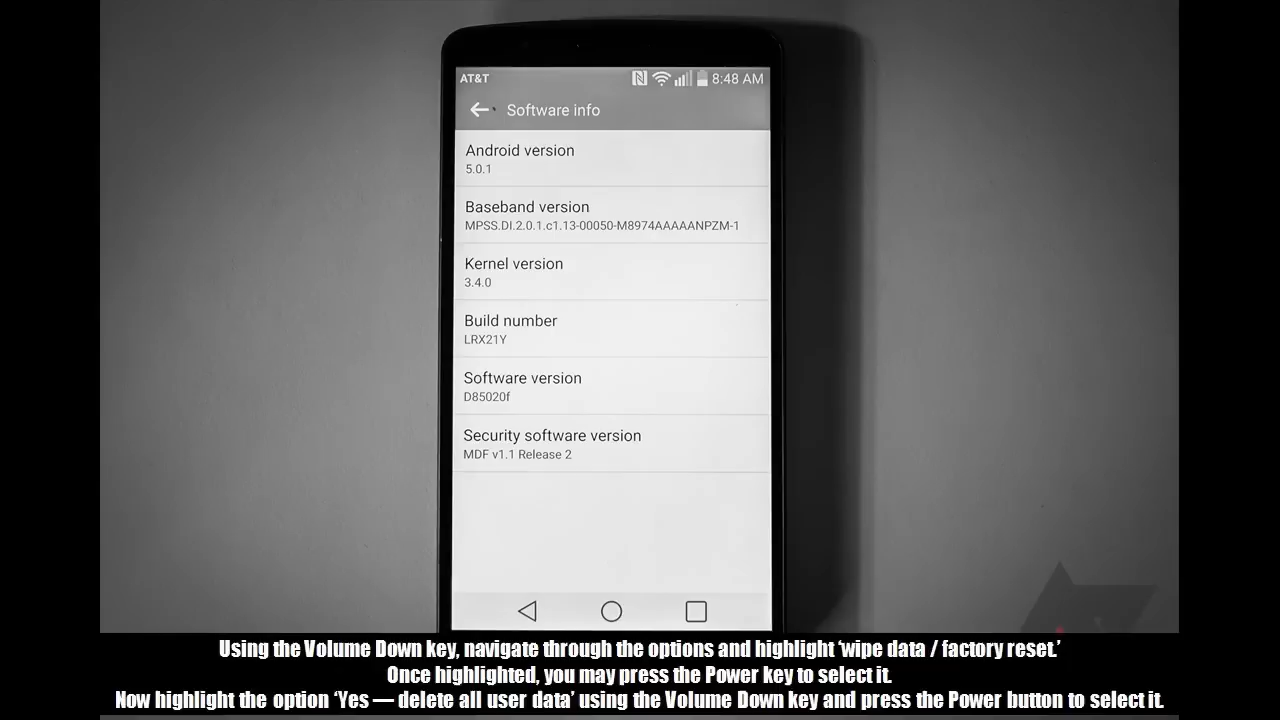 AT&T 8:48 AM
Software info
Android version
5.0.1
Baseband version
MPSS.DI.2.0.1.c1.13-00050-M8974AAAAANPZM-1
Kernel version
3.4.0
Build number
LRX21Y
Software version
D85020f
Security software version
MDF v1.1 Release 2
Using the Volume Down key, navigate through the options and highlight ‘wipe data / factory reset.’
Once highlighted, you may press the Power key to select it.
Now highlight the option ‘Yes — delete all user data’ using the Volume Down key and press the Power button to select it.